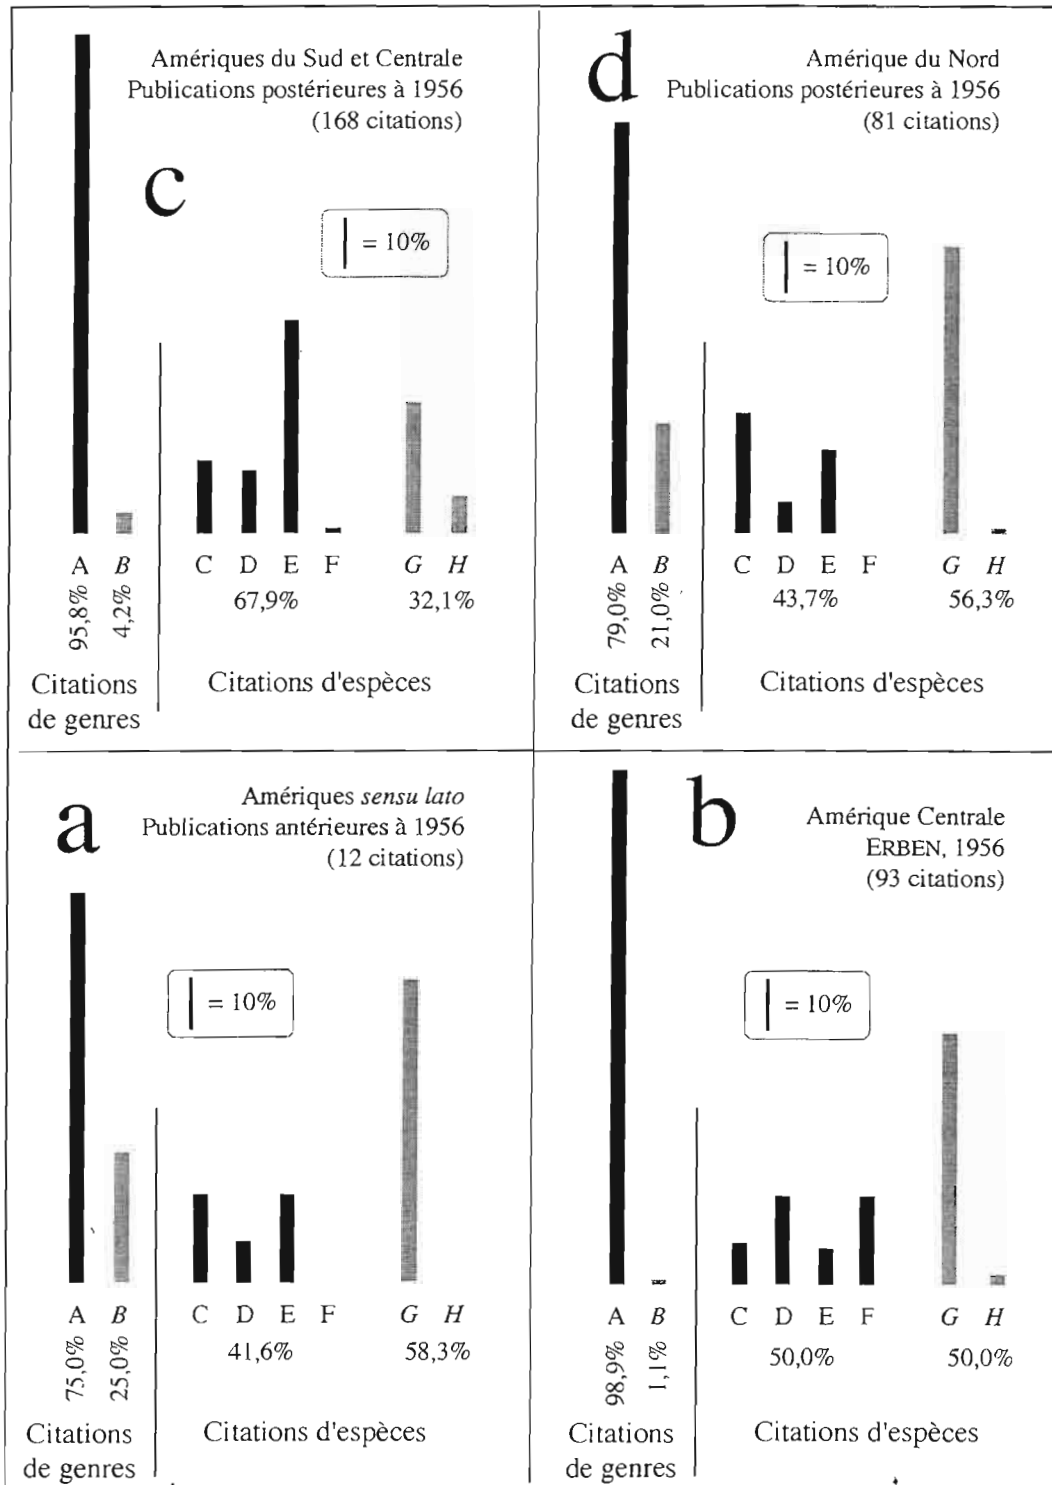 c
Amériques du Sud et Centrale
Publications postérieures à 1956
(168 citations)
= 10%
A B C D E F G H
95,8% 4,2% 67,9% 32,1%
Citations de genres
Citations d'espèces
d
Amérique du Nord
Publications postérieures à 1956
(81 citations)
= 10%
A B C D E F G H
79,0% 21,0% 43,7% 56,3%
Citations de genres
Citations d'espèces
a
Amériques sensu lato
Publications antérieures à 1956
(12 citations)
= 10%
A B C D E F G H
75,0% 25,0% 41,6% 58,3%
Citations de genres
Citations d'espèces
b
Amérique Centrale
ERBEN, 1956
(93 citations)
= 10%
A B C D E F G H
98,9% 1,1% 50,0% 50,0%
Citations de genres
Citations d'espèces